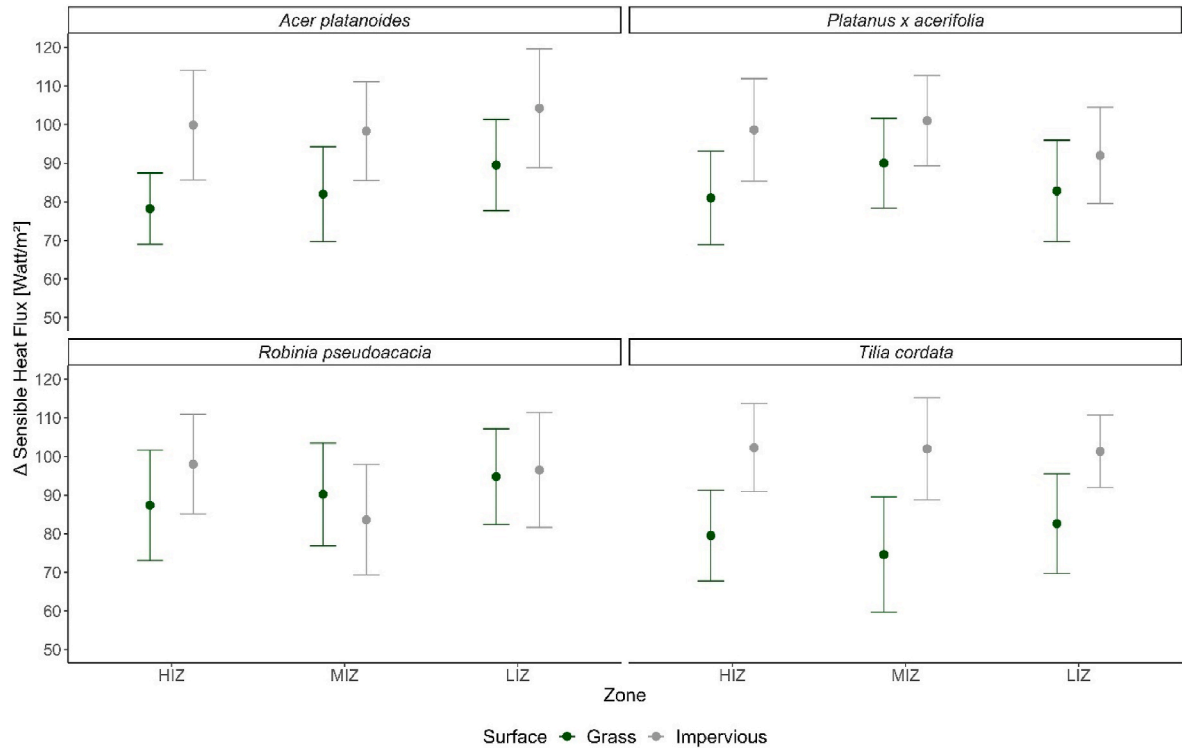 Acer platanoides
Platanus x acerifolia
120
110
100
90
80
70
60
50
Robinia pseudoacacia
Tilia cordata
120
110
100
90
80
70
60
50
Δ Sensible Heat Flux [Watt/m²]
HIZ MIZ LIZ HIZ MIZ LIZ
Zone
Surface Grass Impervious